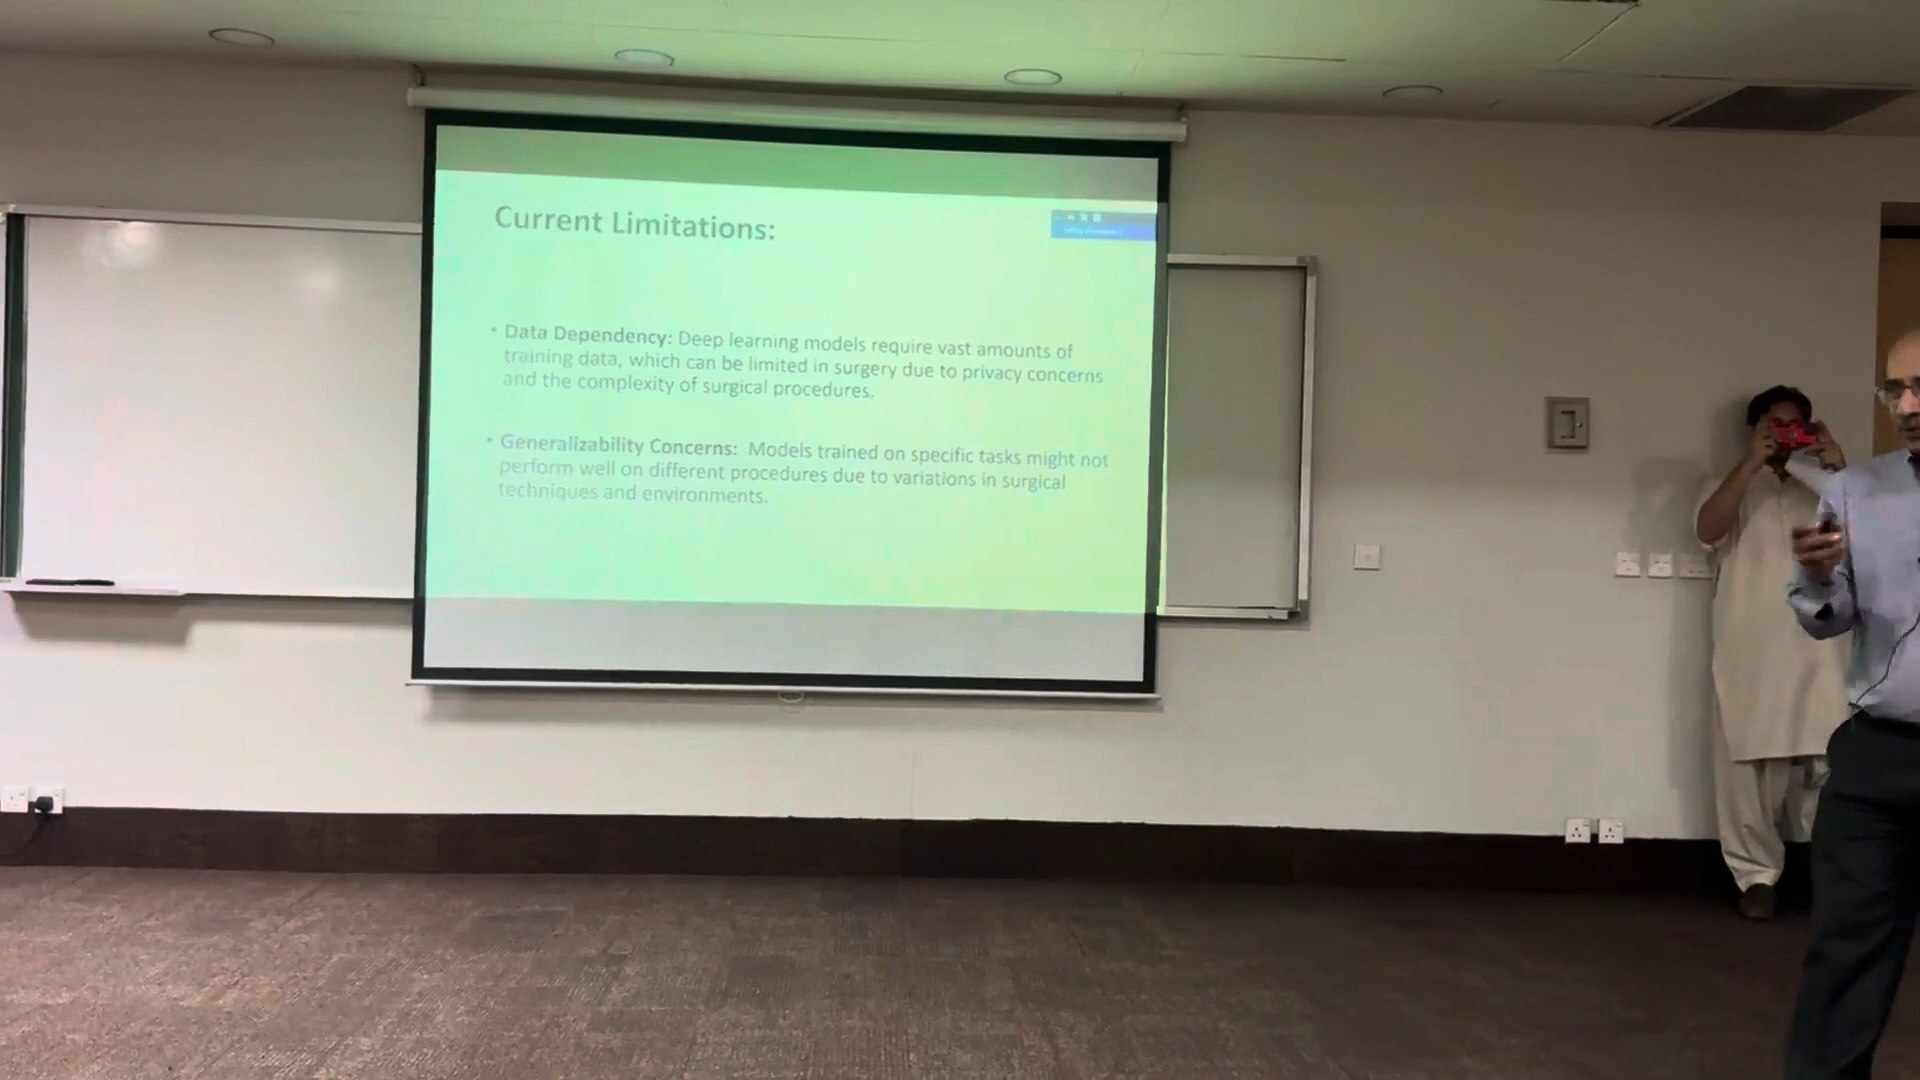 Current Limitations:
• Data Dependency: Deep learning models require vast amounts of
training data, which can be limited in surgery due to privacy concerns
and the complexity of surgical procedures.
• Generalizability Concerns: Models trained on specific tasks might not
perform well on different procedures due to variations in surgical
techniques and environments.